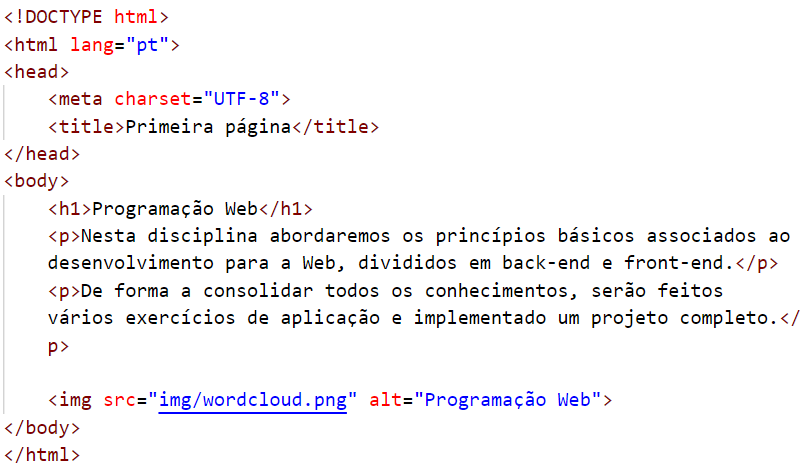 <!DOCTYPE html>
<html lang="pt">
<head>
    <meta charset="UTF-8">
    <title>Primeira página</title>
</head>
<body>
    <h1>Programação Web</h1>
    <p>Nesta disciplina abordaremos os princípios básicos associados ao
    desenvolvimento para a Web, divididos em back-end e front-end.</p>
    <p>De forma a consolidar todos os conhecimentos, serão feitos
    vários exercícios de aplicação e implementado um projeto completo.</
    p>

    <img src="img/wordcloud.png" alt="Programação Web">
</body>
</html>